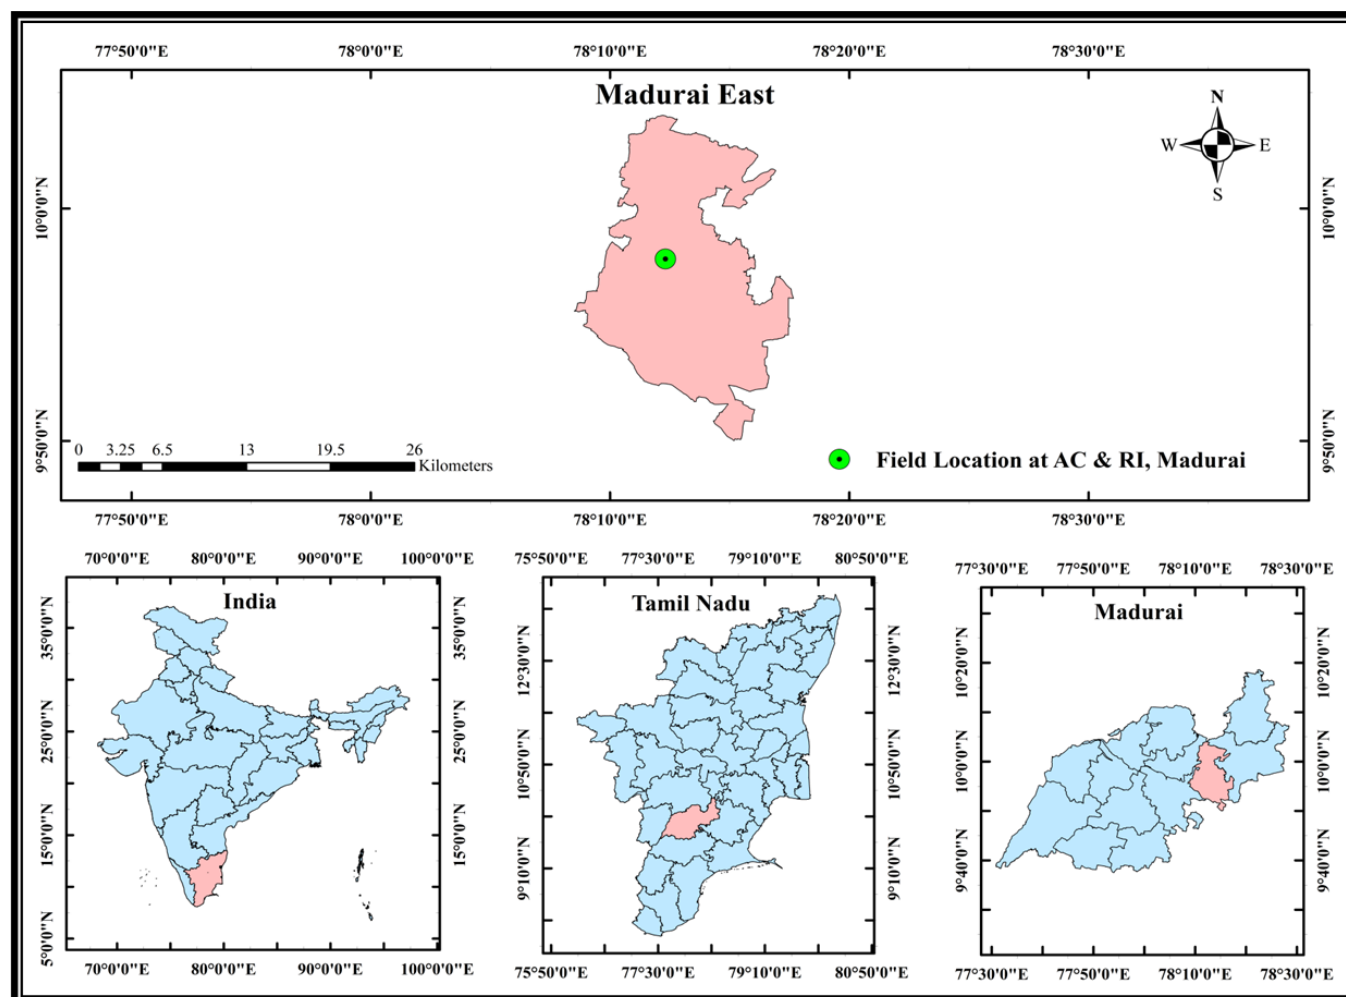 77°50'0"E 78°0'0"E 78°10'0"E 78°20'0"E 78°30'0"E
Madurai East
N
W E
S
10°0'0"N 10°0'0"N
9°50'0"N 9°50'0"N
0 3.25 6.5 13 19.5 26
Kilometers
Field Location at AC & RI, Madurai
77°50'0"E 78°0'0"E 78°10'0"E 78°20'0"E 78°30'0"E
70°0'0"E 80°0'0"E 90°0'0"E 100°0'0"E
India
35°0'0"N 35°0'0"N
25°0'0"N 25°0'0"N
15°0'0"N 15°0'0"N
5°0'0"N
70°0'0"E 80°0'0"E 90°0'0"E 100°0'0"E
75°50'0"E 77°30'0"E 79°10'0"E 80°50'0"E
Tamil Nadu
12°30'0"N 12°30'0"N
10°50'0"N 10°50'0"N
9°10'0"N 9°10'0"N
75°50'0"E 77°30'0"E 79°10'0"E 80°50'0"E
77°30'0"E 77°50'0"E 78°10'0"E 78°30'0"E
Madurai
10°20'0"N 10°20'0"N
10°0'0"N 10°0'0"N
9°40'0"N 9°40'0"N
77°30'0"E 77°50'0"E 78°10'0"E 78°30'0"E